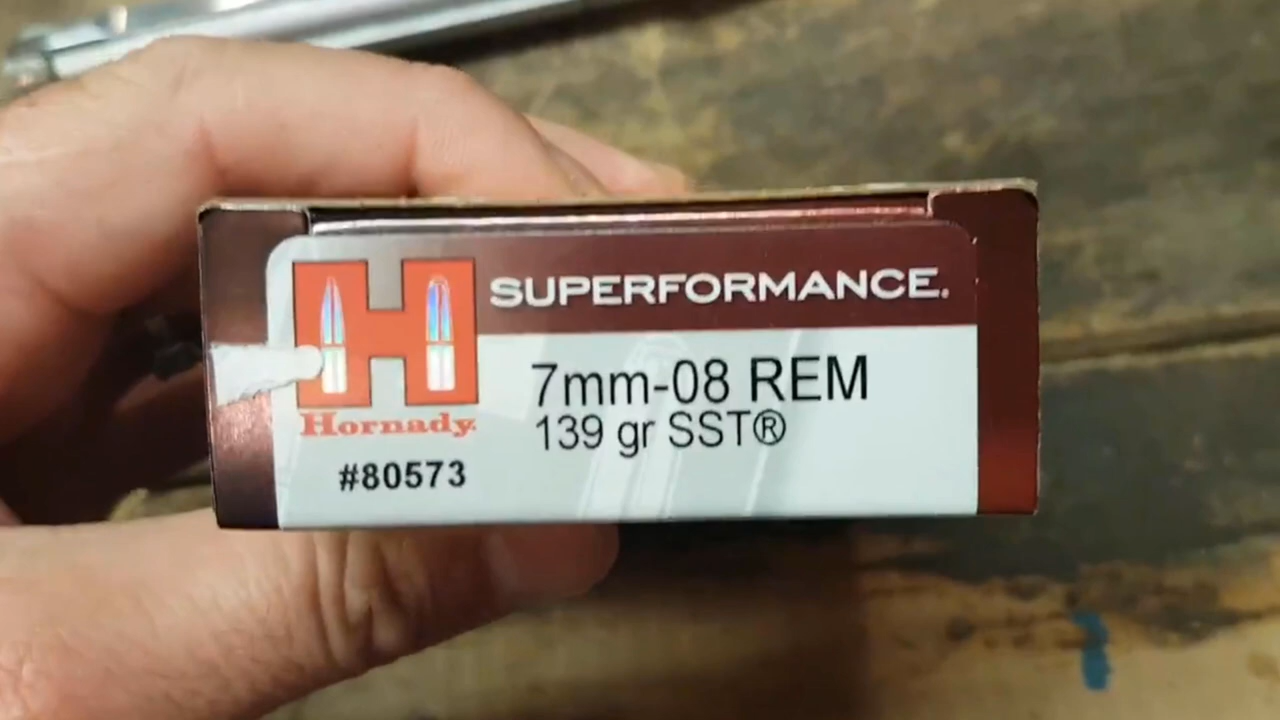 SUPERFORMANCE.
H
Hornady.
7mm-08 REM
139 gr SST®
#80573